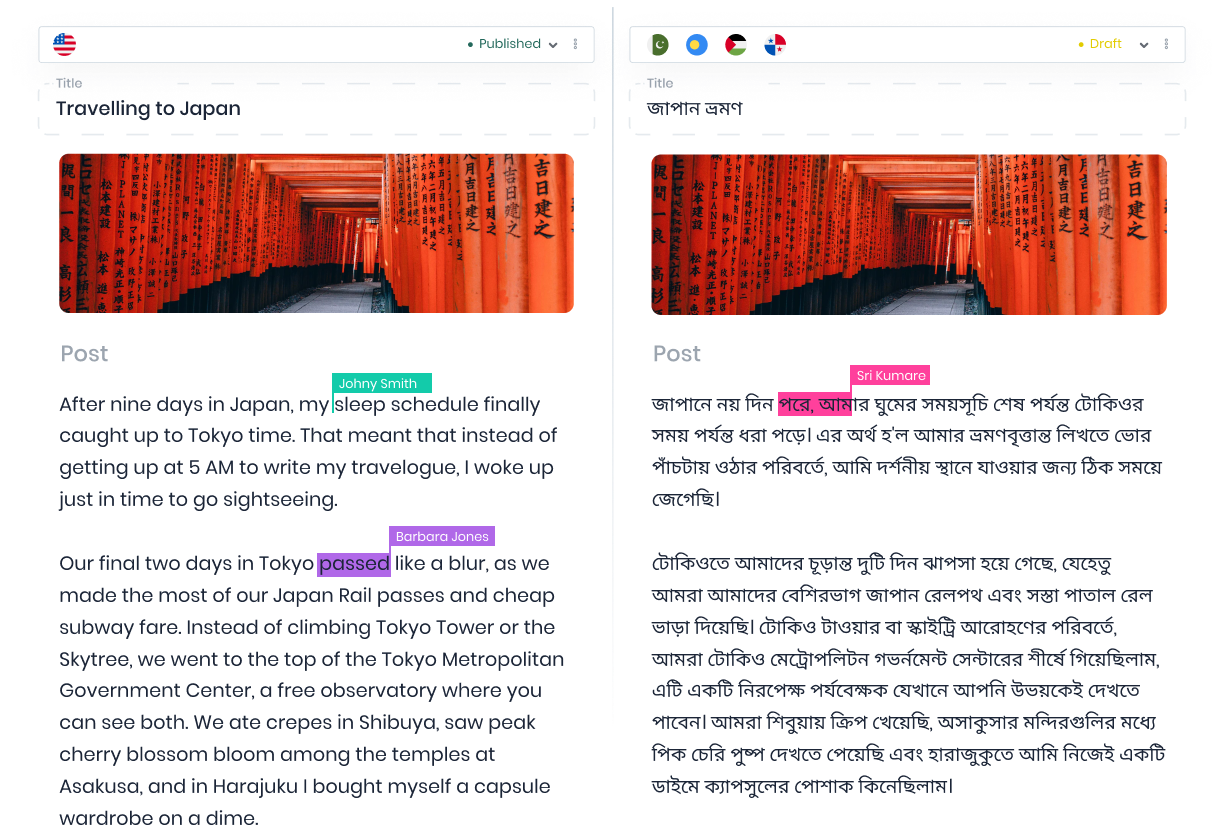 Published
Title
Travelling to Japan
Post
Johny Smith
After nine days in Japan, my sleep schedule finally
caught up to Tokyo time. That meant that instead of
getting up at 5 AM to write my travelogue, I woke up
just in time to go sightseeing.
Barbara Jones
Our final two days in Tokyo passed like a blur, as we
made the most of our Japan Rail passes and cheap
subway fare. Instead of climbing Tokyo Tower or the
Skytree, we went to the top of the Tokyo Metropolitan
Government Center, a free observatory where you
can see both. We ate crepes in Shibuya, saw peak
cherry blossom bloom among the temples at
Asakusa, and in Harajuku I bought myself a capsule
wardrobe on a dime.
Draft
Title
জাপান ভ্রমণ
Post
Sri Kumare
জাপানে নয় দিন পরে, আমার ঘুমের সময়সূচি শেষ পর্যন্ত টোকিওর
সময় পর্যন্ত ধরা পড়ে। এর অর্থ হ'ল আমার ভ্রমণবৃত্তান্ত লিখতে ভোর
পাঁচটায় ওঠার পরিবর্তে, আমি দর্শনীয় স্থানে যাওয়ার জন্য ঠিক সময়ে
জেগেছি।
টোকিওতে আমাদের চূড়ান্ত দুটি দিন ঝাপসা হয়ে গেছে, যেহেতু
আমরা আমাদের বেশিরভাগ জাপান রেলপথ এবং সস্তা পাতাল রেল
ভাড়া দিয়েছি। টোকিও টাওয়ার বা স্কাইট্রি আরোহণের পরিবর্তে,
আমরা টোকিও মেট্রোপলিটন গভর্নমেন্ট সেন্টারের শীর্ষে গিয়েছিলাম,
এটি একটি নিরপেক্ষ পর্যবেক্ষক যেখানে আপনি উভয়কেই দেখতে
পাবেন। আমরা শিবুয়ায় ক্রিপ খেয়েছি, অসাকুসার মন্দিরগুলির মধ্যে
পিক চেরি পুষ্প দেখতে পেয়েছি এবং হারাজুকুতে আমি নিজেই একটি
ডাইমে ক্যাপসুলের পোশাক কিনেছিলাম।